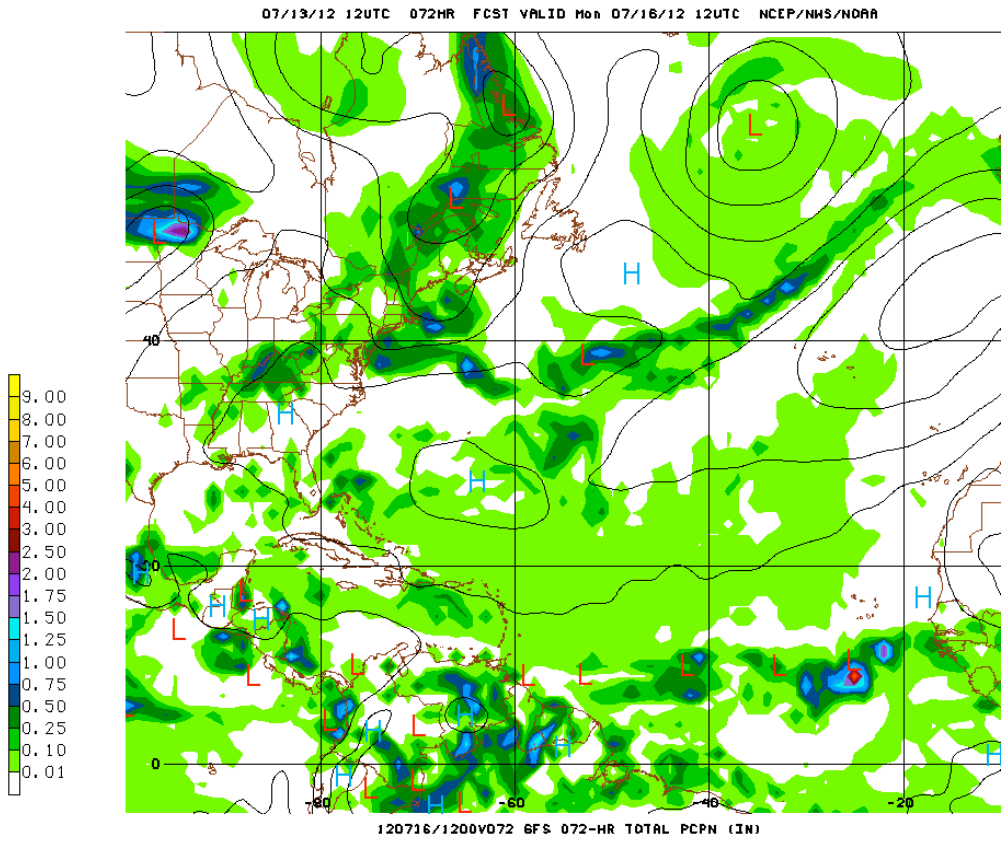 07/13/12 12UTC 072HR FCST VALID Mon 07/16/12 12UTC NCEP/NWS/NOAA
L
L
L
L
L
H
40
L
H
H
9.00
8.00
7.00
6.00
5.00
4.00
3.00
2.50
2.00
1.75
1.50
1.25
1.00
0.75
0.50
0.25
0.10
0.01
20
H
L
H
H
H
L
L
L
L
L
L
L
L
L
L
H
H
H
H
0
H
L
L
H
L
-80
-60
-40
-20
120716/1200V072 GFS 072-HR TOTAL PCPN (IN)